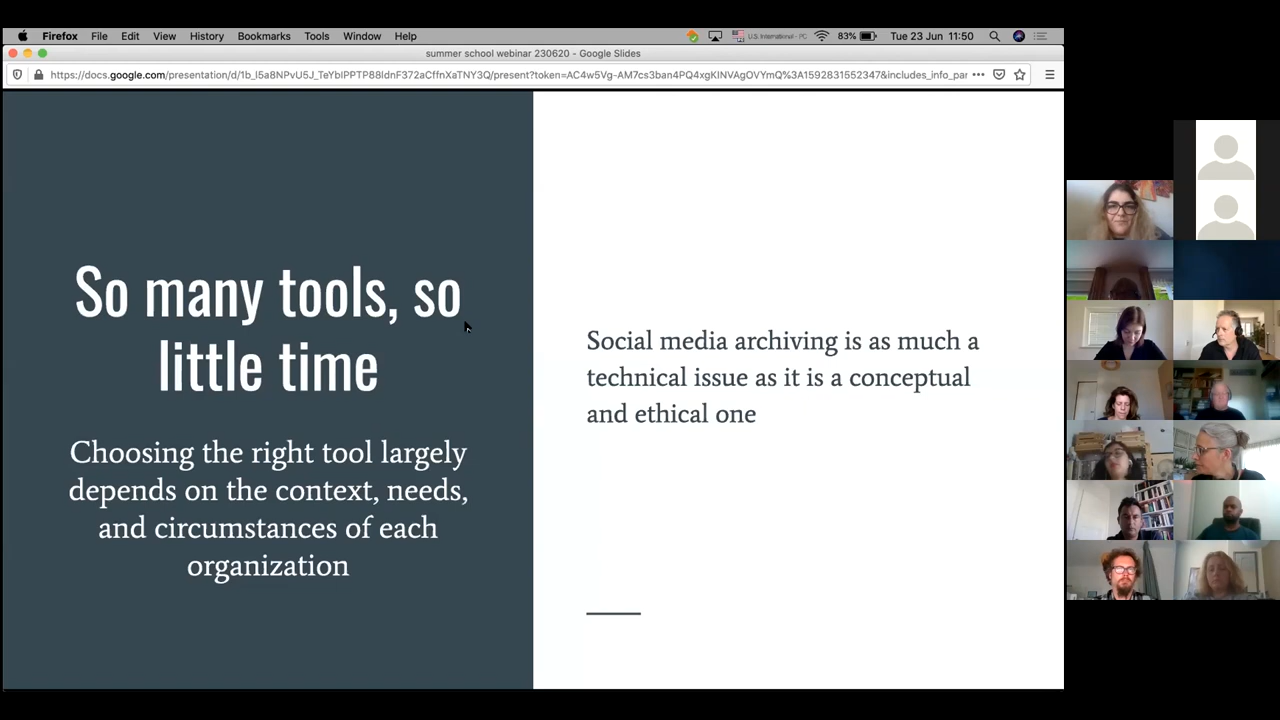 Firefox File Edit View History Bookmarks Tools Window Help U.S. International - PC 83% Tue 23 Jun 11:50
summer school webinar 230620 - Google Slides
So many tools, so
little time
Choosing the right tool largely
depends on the context, needs,
and circumstances of each
organization
Social media archiving is as much a
technical issue as it is a conceptual
and ethical one